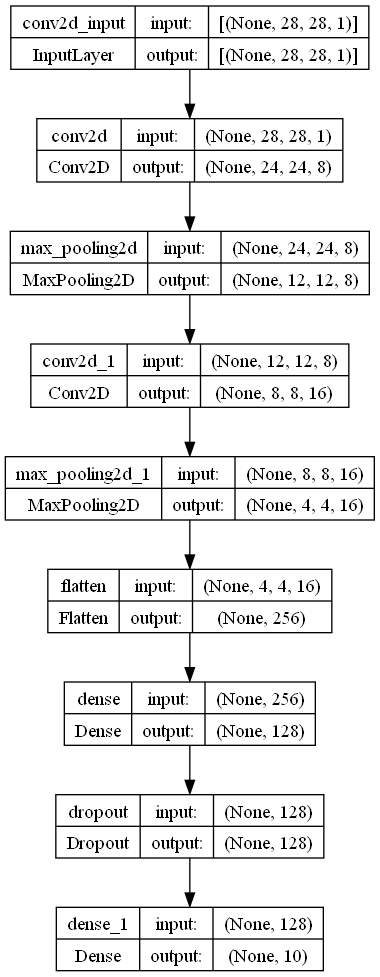 conv2d_input input: [(None, 28, 28, 1)]
InputLayer output: [(None, 28, 28, 1)]
conv2d input: (None, 28, 28, 1)
Conv2D output: (None, 24, 24, 8)
max_pooling2d input: (None, 24, 24, 8)
MaxPooling2D output: (None, 12, 12, 8)
conv2d_1 input: (None, 12, 12, 8)
Conv2D output: (None, 8, 8, 16)
max_pooling2d_1 input: (None, 8, 8, 16)
MaxPooling2D output: (None, 4, 4, 16)
flatten input: (None, 4, 4, 16)
Flatten output: (None, 256)
dense input: (None, 256)
Dense output: (None, 128)
dropout input: (None, 128)
Dropout output: (None, 128)
dense_1 input: (None, 128)
Dense output: (None, 10)